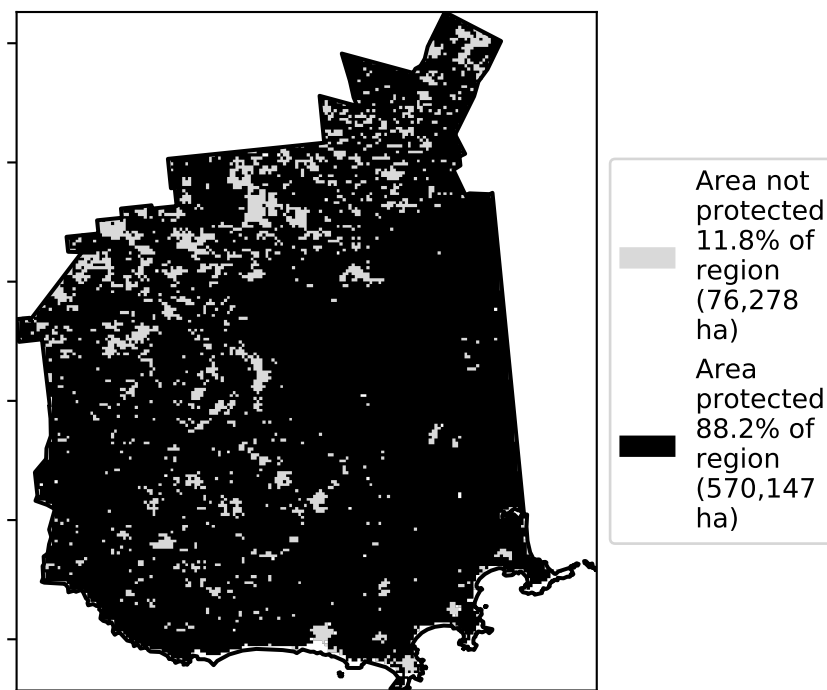 Area not
protected
11.8% of
region
(76,278
ha)
Area
protected
88.2% of
region
(570,147
ha)